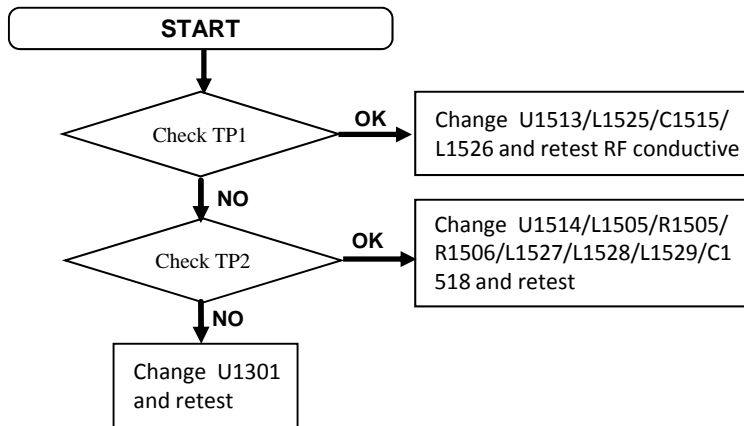 START
Check TP1
OK
Change U1513/L1525/C1515/
L1526 and retest RF conductive
NO
Check TP2
OK
Change U1514/L1505/R1505/
R1506/L1527/L1528/L1529/C1
518 and retest
NO
Change U1301
and retest